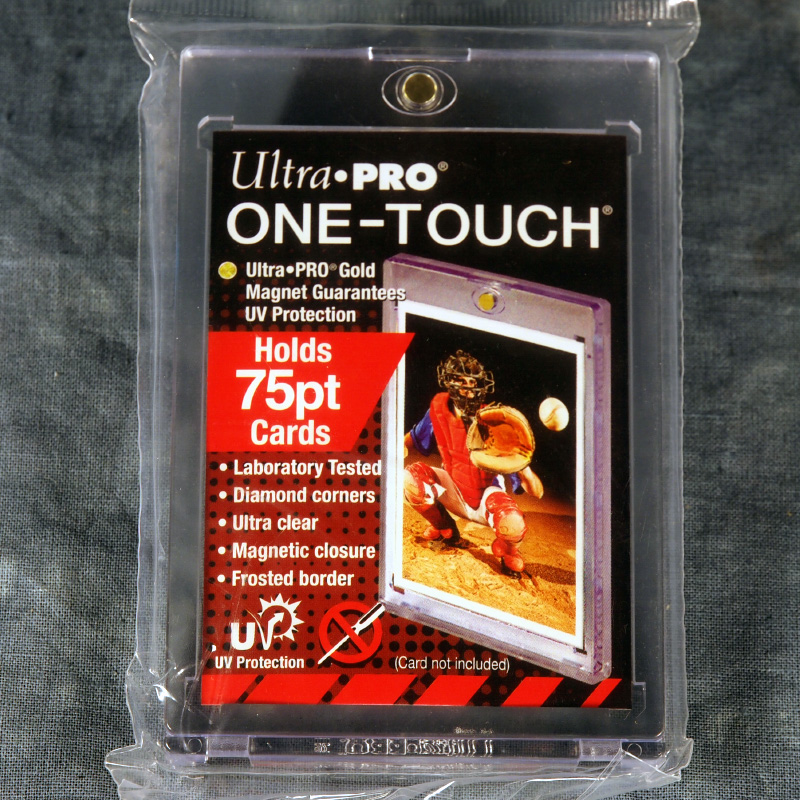 Ultra•PRO®
ONE-TOUCH®
Ultra•PRO® Gold
Magnet Guarantees
UV Protection
Holds
75pt
Cards
• Laboratory Tested
• Diamond corners
• Ultra clear
• Magnetic closure
• Frosted border
UV
UV Protection
(Card not included)